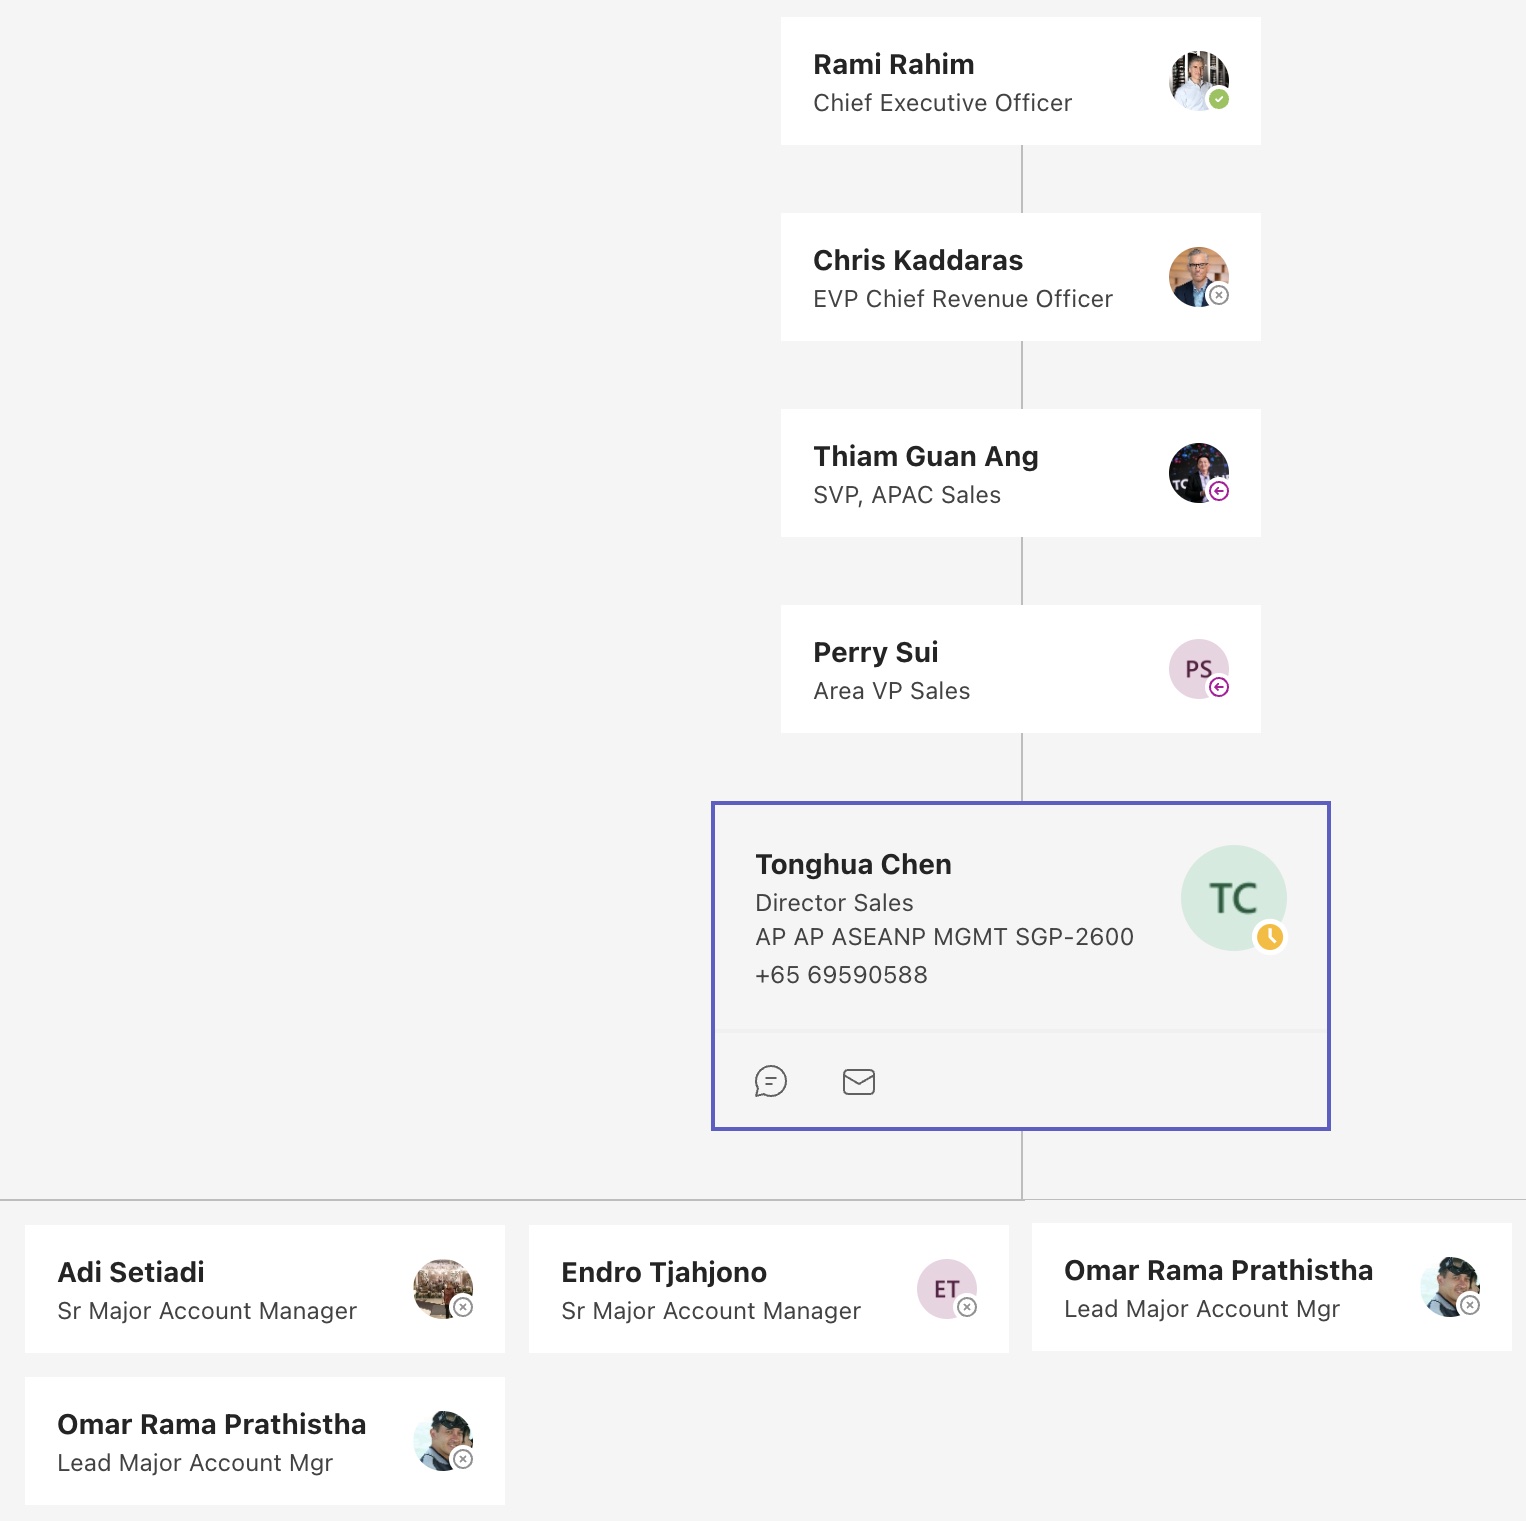 Rami Rahim
Chief Executive Officer
Chris Kaddaras
EVP Chief Revenue Officer
Thiam Guan Ang
SVP, APAC Sales
TC
Perry Sui
Area VP Sales
PS
Tonghua Chen
Director Sales
AP AP ASEANP MGMT SGP-2600
+65 69590588
TC
Adi Setiadi
Sr Major Account Manager
Endro Tjahjono
Sr Major Account Manager
ET
Omar Rama Prathistha
Lead Major Account Mgr
Omar Rama Prathistha
Lead Major Account Mgr